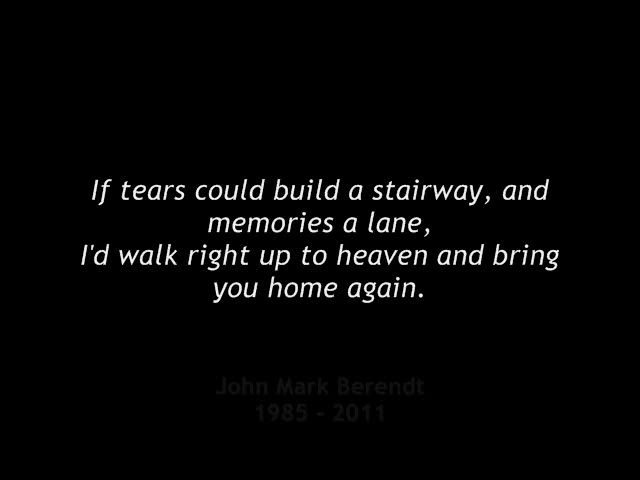 If tears could build a stairway, and
memories a lane,
I'd walk right up to heaven and bring
you home again.
John Mark Berendt
1985 - 2011